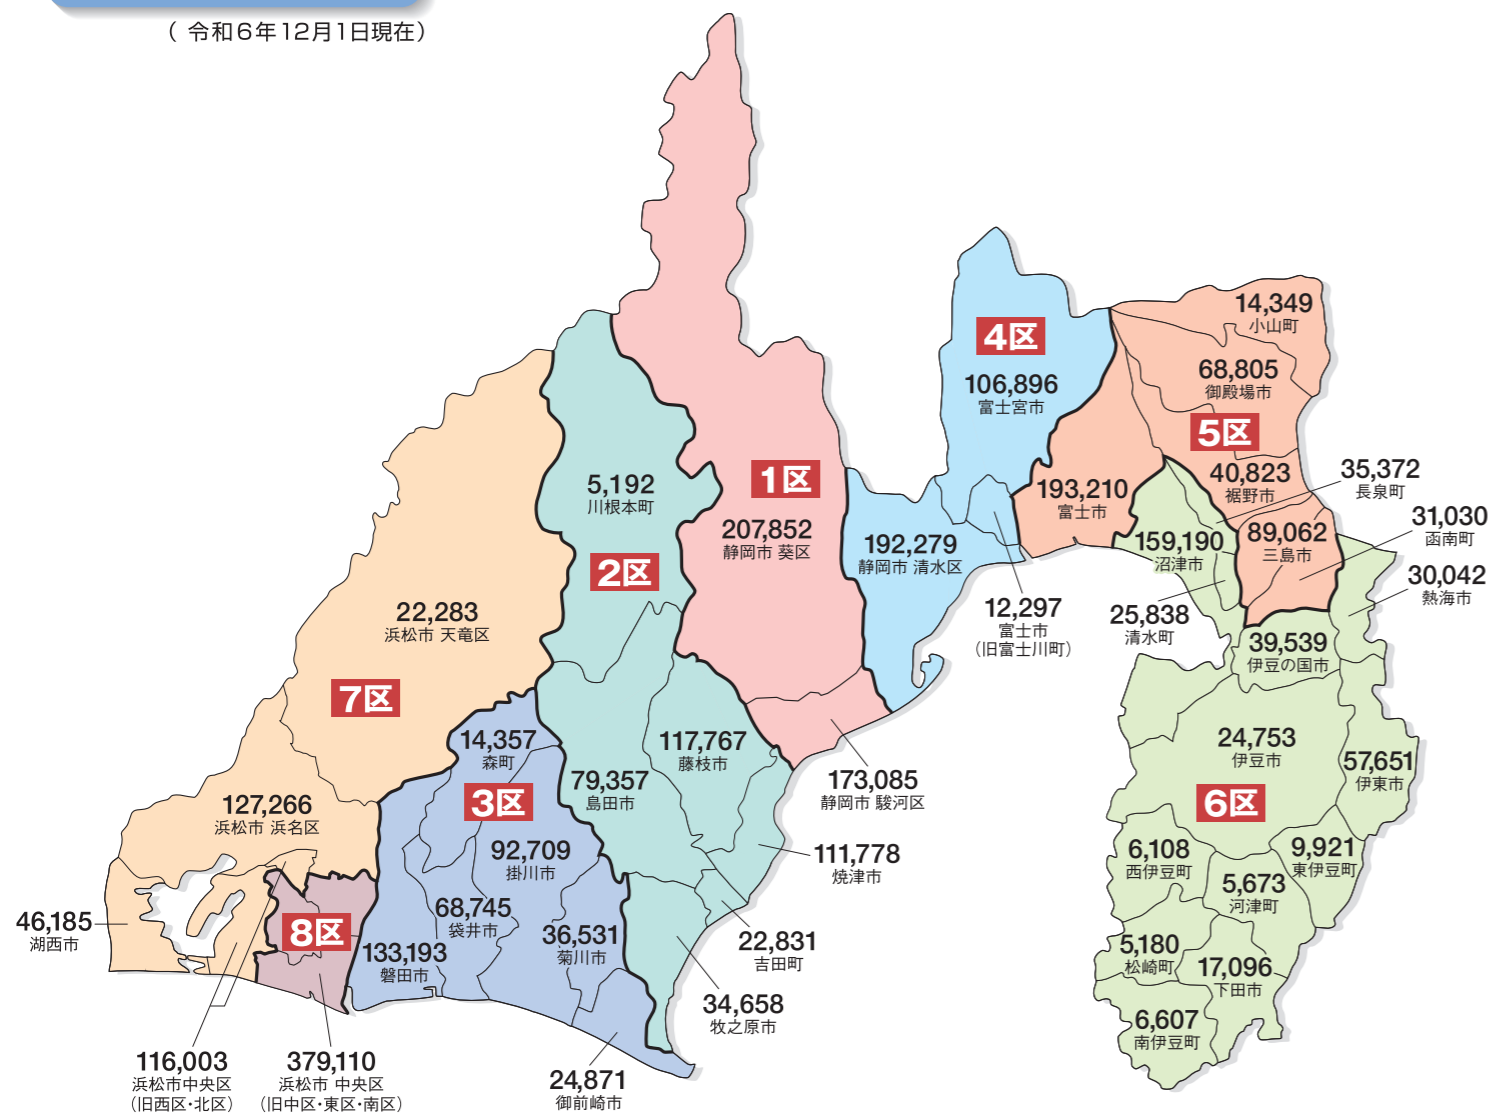 ( 令和6年12月1日現在)
1区
207,852
静岡市 葵区
173,085
静岡市 駿河区
2区
5,192
川根本町
79,357
島田市
117,767
藤枝市
111,778
焼津市
22,831
吉田町
34,658
牧之原市
3区
14,357
森町
92,709
掛川市
68,745
袋井市
36,531
菊川市
133,193
磐田市
24,871
御前崎市
4区
106,896
富士宮市
192,279
静岡市 清水区
12,297
富士市
(旧富士川町)
5区
14,349
小山町
68,805
御殿場市
40,823
裾野市
193,210
富士市
89,062
三島市
35,372
長泉町
31,030
函南町
30,042
熱海市
159,190
沼津市
25,838
清水町
39,539
伊豆の国市
24,753
伊豆市
57,651
伊東市
6区
6,108
西伊豆町
9,921
東伊豆町
5,673
河津町
5,180
松崎町
17,096
下田市
6,607
南伊豆町
7区
22,283
浜松市 天竜区
127,266
浜松市 浜名区
46,185
湖西市
116,003
浜松市中央区
(旧西区・北区)
8区
379,110
浜松市 中央区
(旧中区・東区・南区)